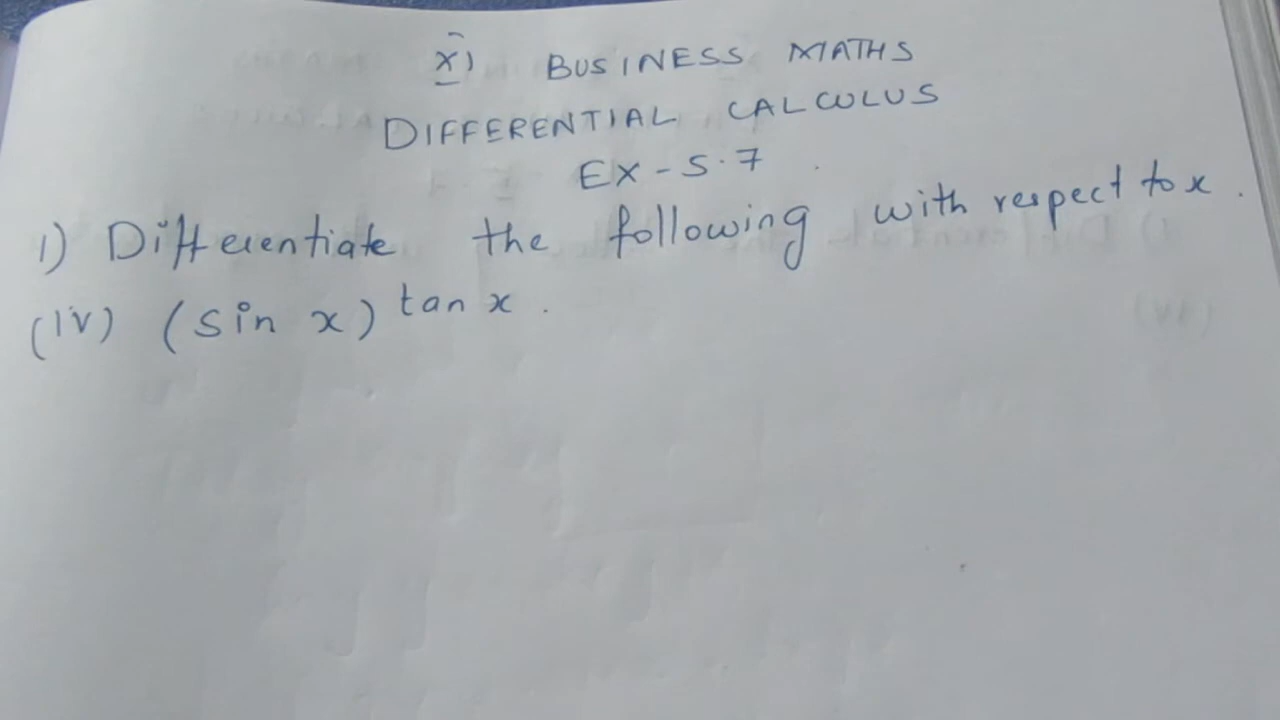 XI BUSINESS MATHS
DIFFERENTIAL CALCULUS
EX - 5.7
1) Differentiate the following with respect to x.
(iv) (sin x) tan x.